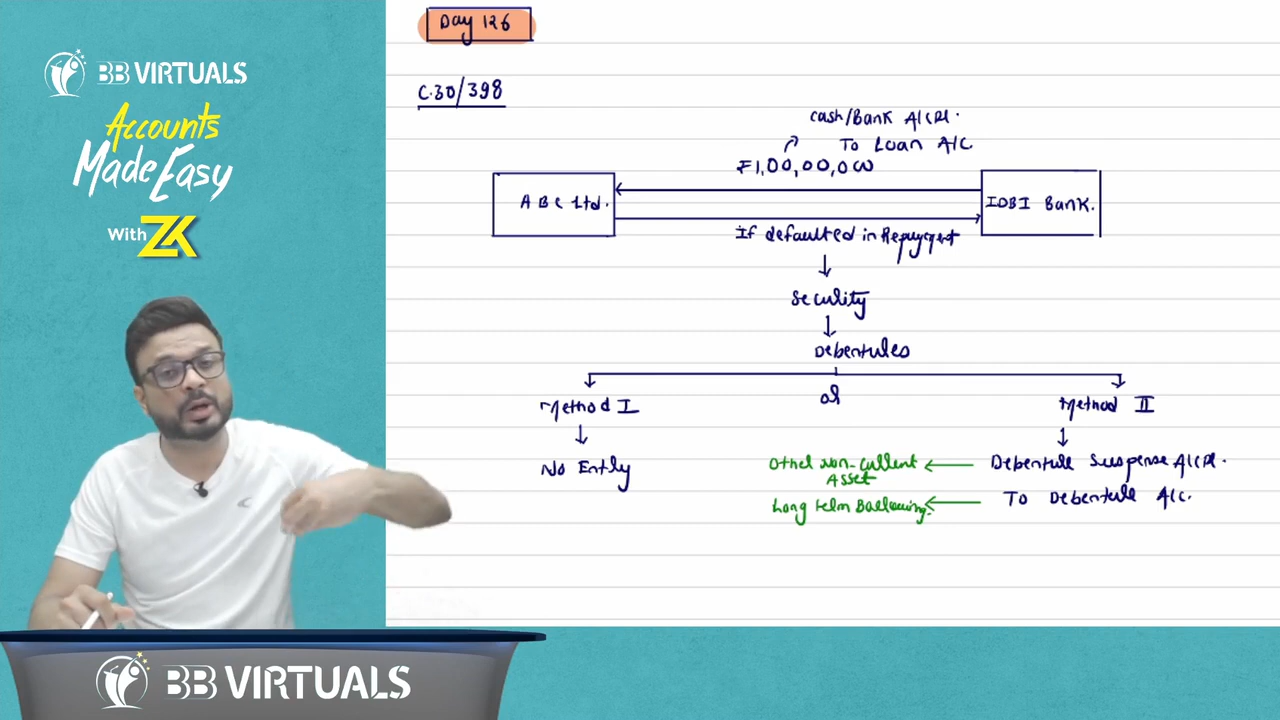 BB VIRTUALS
Accounts
Made Easy
With ZK
Day 126
C.30/398
Cash/Bank A/c Dr.
To Loan A/c
₹1,00,00,000
ABC Ltd.
IDBI Bank.
If defaulted in Repayment
Security
Debentures
Method I
or
Method II
No Entry
Other Non-Current
Asset
Debenture Suspense A/c Dr.
Long term Borrowing.
To Debenture A/c.
BB VIRTUALS